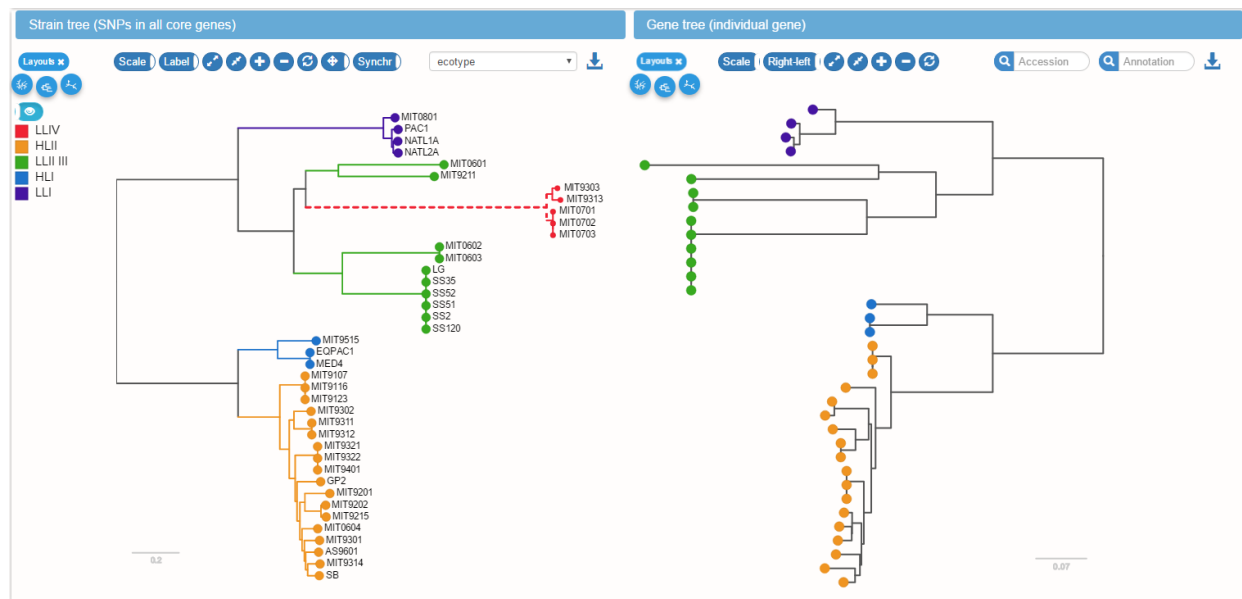 Strain tree (SNPs in all core genes)
Gene tree (individual gene)
Layouts ×
Scale
Label
Synchr
ecotype
Layouts ×
Scale
Right-left
Accession
Annotation
LLIV
HLII
LLII III
HLI
LLI
MIT0801
PAC1
NATL1A
NATL2A
MIT0601
MIT9211
MIT9303
MIT9313
MIT0701
MIT0702
MIT0703
MIT0602
MIT0603
LG
SS35
SS52
SS51
SS2
SS120
MIT9515
EQPAC1
MED4
MIT9107
MIT9116
MIT9123
MIT9302
MIT9311
MIT9312
MIT9321
MIT9322
MIT9401
GP2
MIT9201
MIT9202
MIT9215
MIT0604
MIT9301
AS9601
MIT9314
SB
0.2
0.07